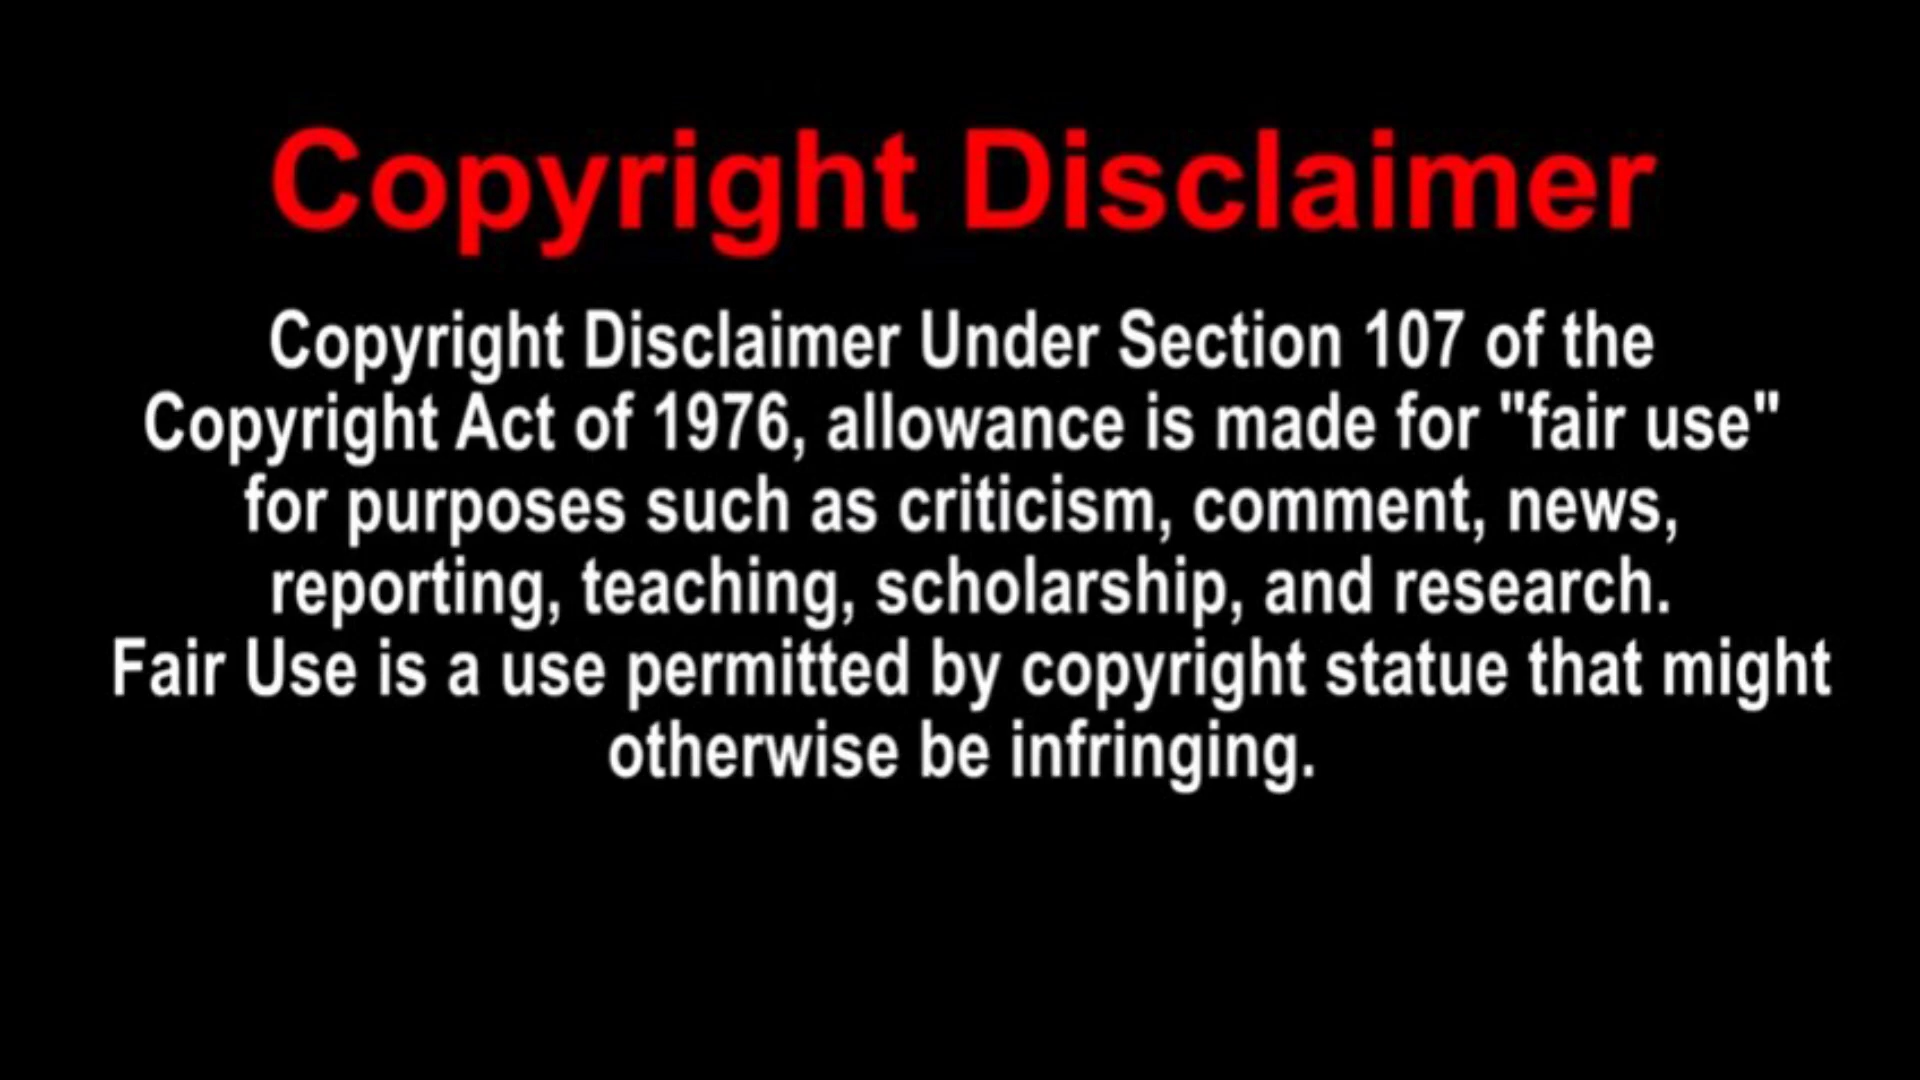 Copyright Disclaimer
Copyright Disclaimer Under Section 107 of the
Copyright Act of 1976, allowance is made for "fair use"
for purposes such as criticism, comment, news,
reporting, teaching, scholarship, and research.
Fair Use is a use permitted by copyright statue that might
otherwise be infringing.